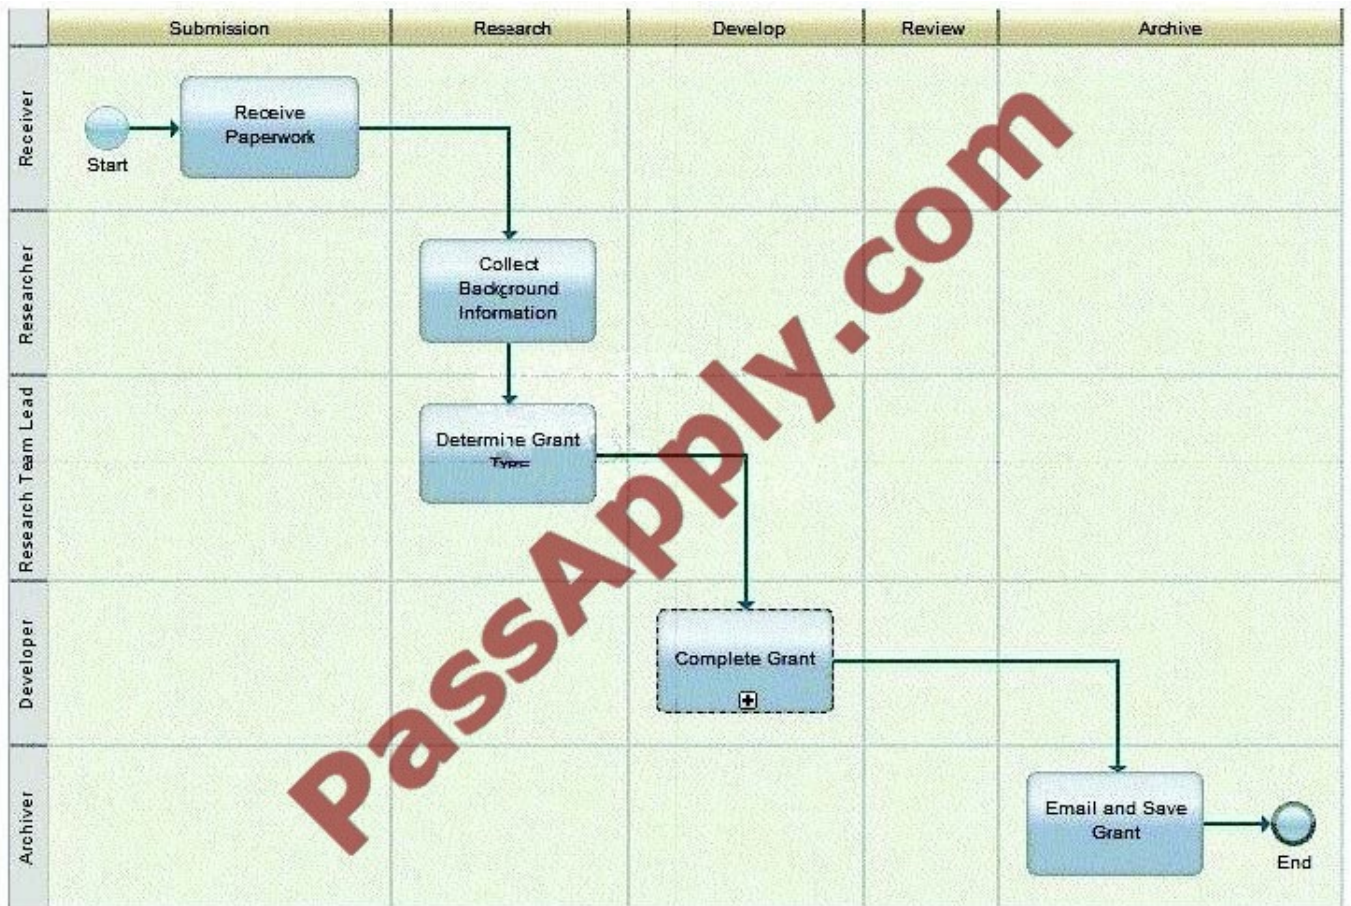 Submission
Research
Develop
Review
Archive
Receiver
Start
Receive
Paperwork
Researcher
Collect
Background
Information
Research Team Lead
Determine Grant
Type
Developer
Complete Grant
Archiver
Email and Save
Grant
End
PassApply.com